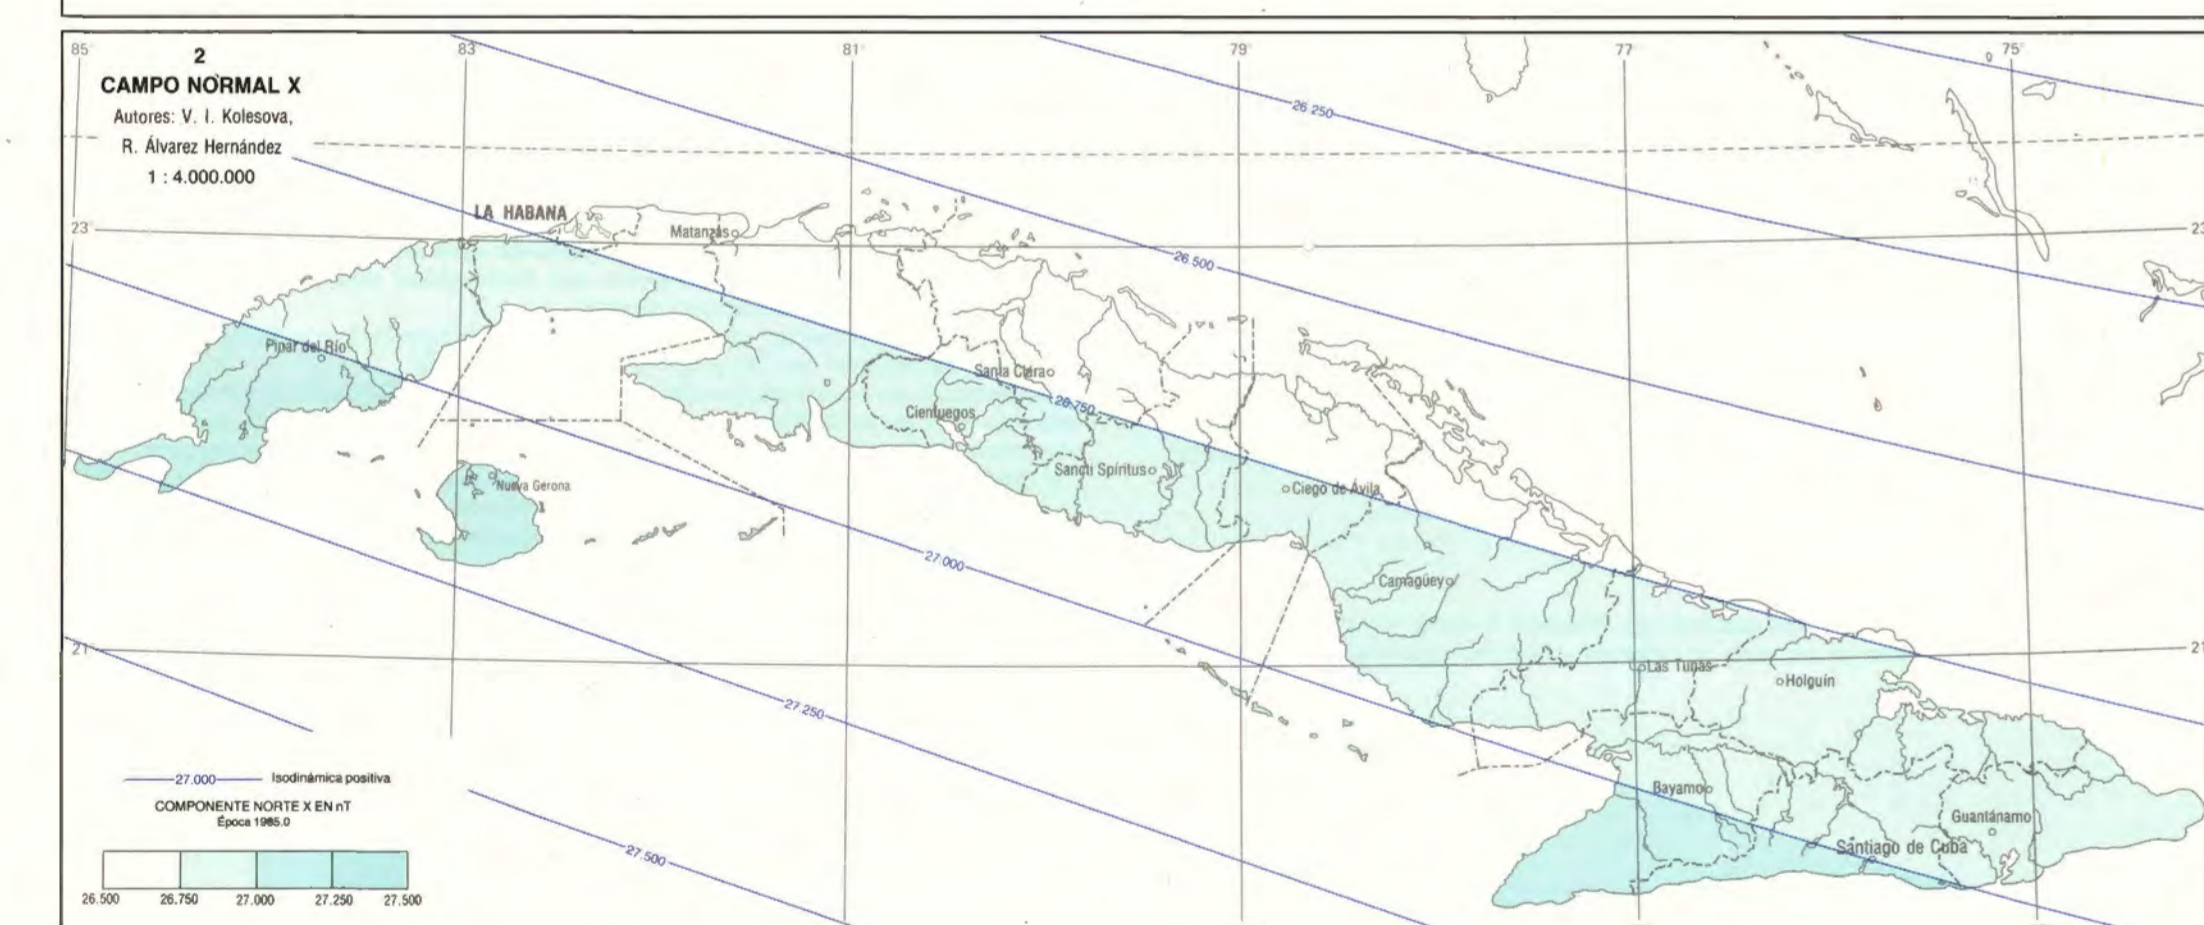 85°
83°
81°
79°
77°
75°
2
CAMPO NORMAL X
Autores: V. I. Kolesova,
R. Álvarez Hernández
1 : 4.000.000
26.250
LA HABANA
23°
Matanzas
23
26.500
Pinar del Río
Santa Clara
26.750
Cienfuegos
Sancti Spíritus
Nueva Gerona
Ciego de Ávila
27.000
Camagüey
21°
21
Las Tunas
Holguín
27.250
27.000 Isodinámica positiva
COMPONENTE NORTE X EN nT
Época 1985.0
Bayamo
Guantánamo
Santiago de Cuba
27.500
26.500 26.750 27.000 27.250 27.500